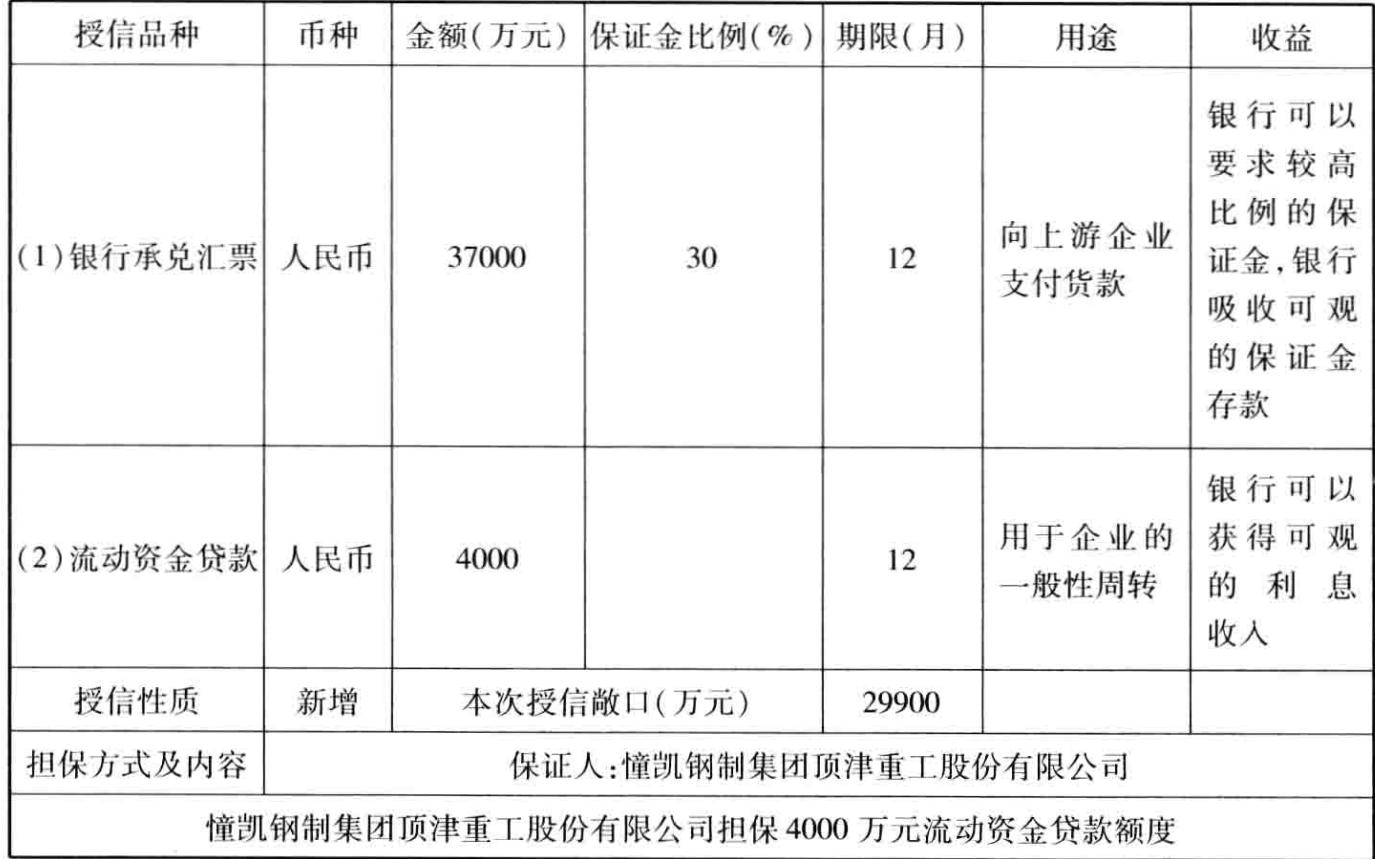 授信品种 币种 金额(万元) 保证金比例(%) 期限(月) 用途 收益
(1)银行承兑汇票 人民币 37000 30 12 向上游企业
支付货款 银行可以
要求较高
比例的保
证金,银行
吸收可观
的保证金
存款
(2)流动资金贷款 人民币 4000 12 用于企业的
一般性周转 银行可以
获得可观
的利息
收入
授信性质 新增 本次授信敞口(万元) 29900
担保方式及内容 保证人:憧凯钢制集团顶津重工股份有限公司
憧凯钢制集团顶津重工股份有限公司担保 4000 万元流动资金贷款额度